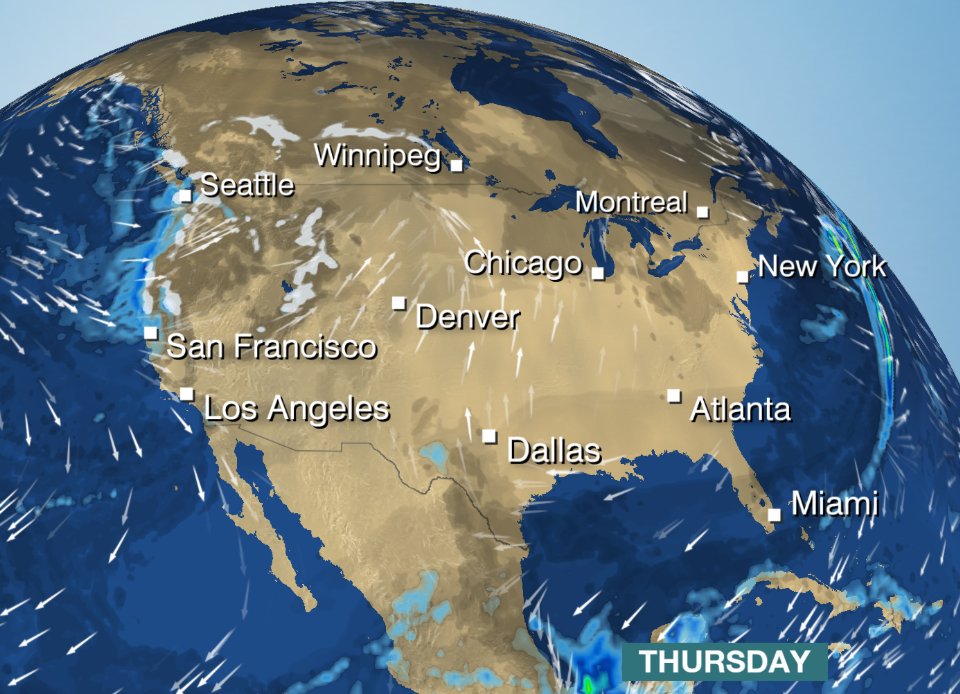 Winnipeg
Seattle
Montreal
Chicago
New York
Denver
San Francisco
Los Angeles
Atlanta
Dallas
Miami
THURSDAY